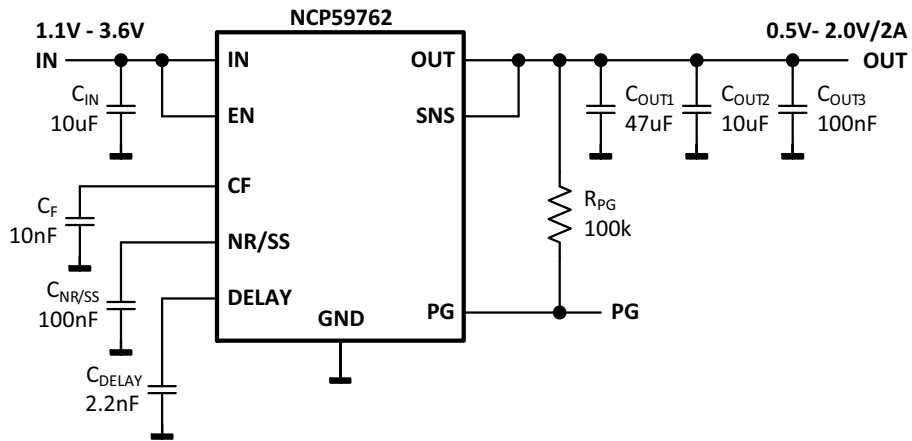 NCP59762
1.1V - 3.6V
0.5V- 2.0V/2A
IN
IN
OUT
OUT
CIN
10uF
COUT1
47uF
COUT2
10uF
COUT3
100nF
EN
SNS
CF
CF
10nF
RPG
100k
NR/SS
CNR/SS
100nF
DELAY
GND
PG
PG
CDELAY
2.2nF